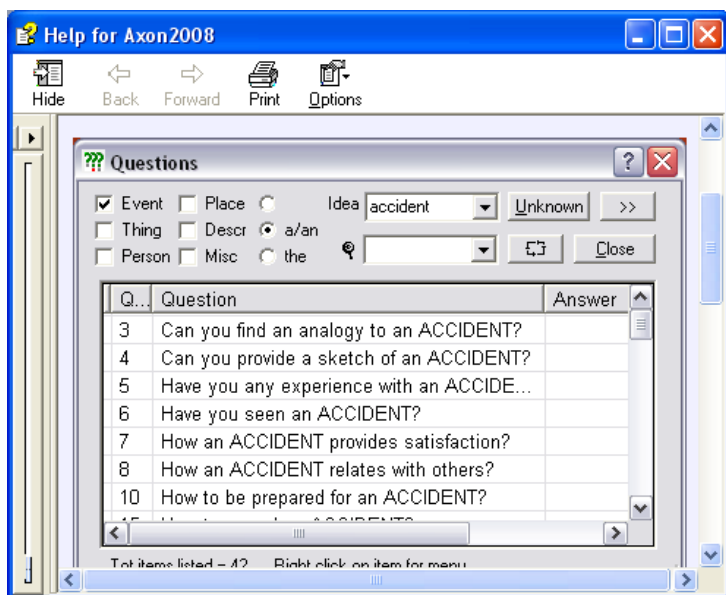 Help for Axon2008
Hide Back Forward Print Options
??? Questions
Event Place Idea accident Unknown >>
Thing Descr a/an
Person Misc the Close
Q... Question Answer
3 Can you find an analogy to an ACCIDENT?
4 Can you provide a sketch of an ACCIDENT?
5 Have you any experience with an ACCIDE...
6 Have you seen an ACCIDENT?
7 How an ACCIDENT provides satisfaction?
8 How an ACCIDENT relates with others?
10 How to be prepared for an ACCIDENT?
Tot items listed = 42 Right click on item for menu